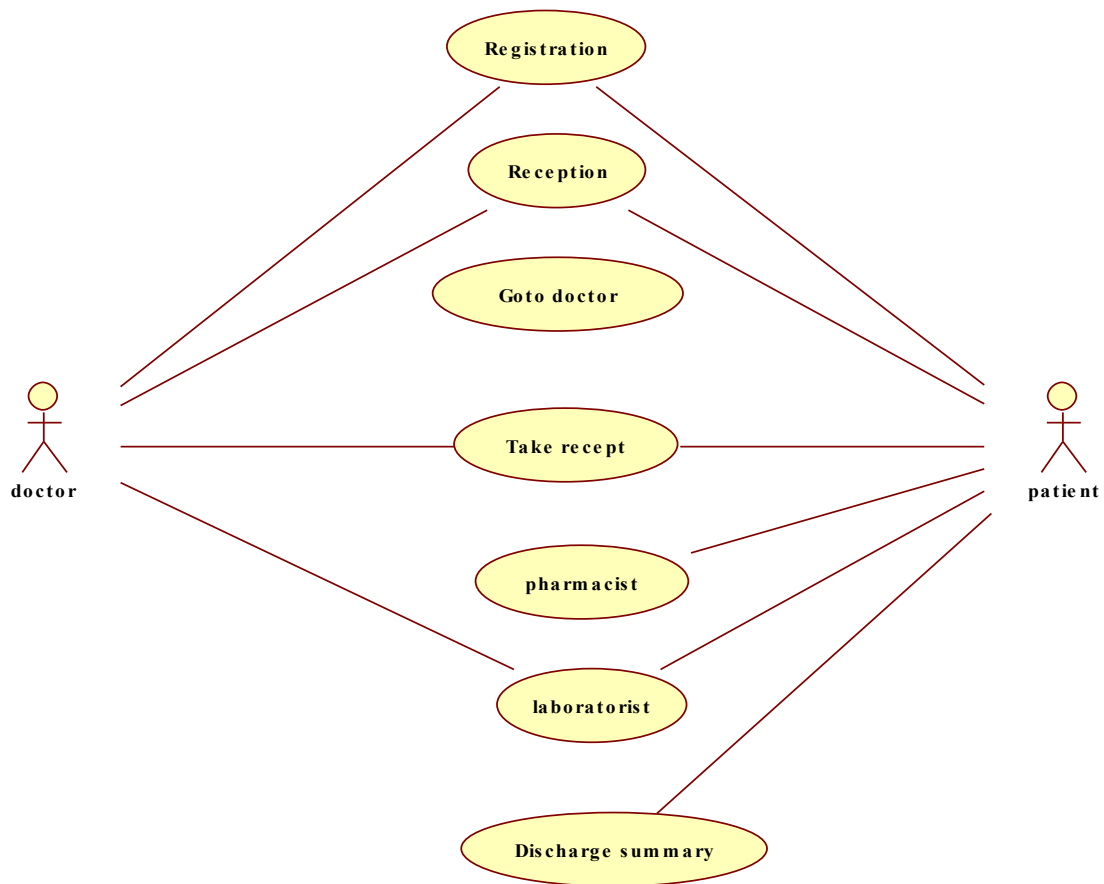 Registration
Reception
Goto doctor
Take recept
doctor
patient
pharmacist
laboratorist
Discharge summary